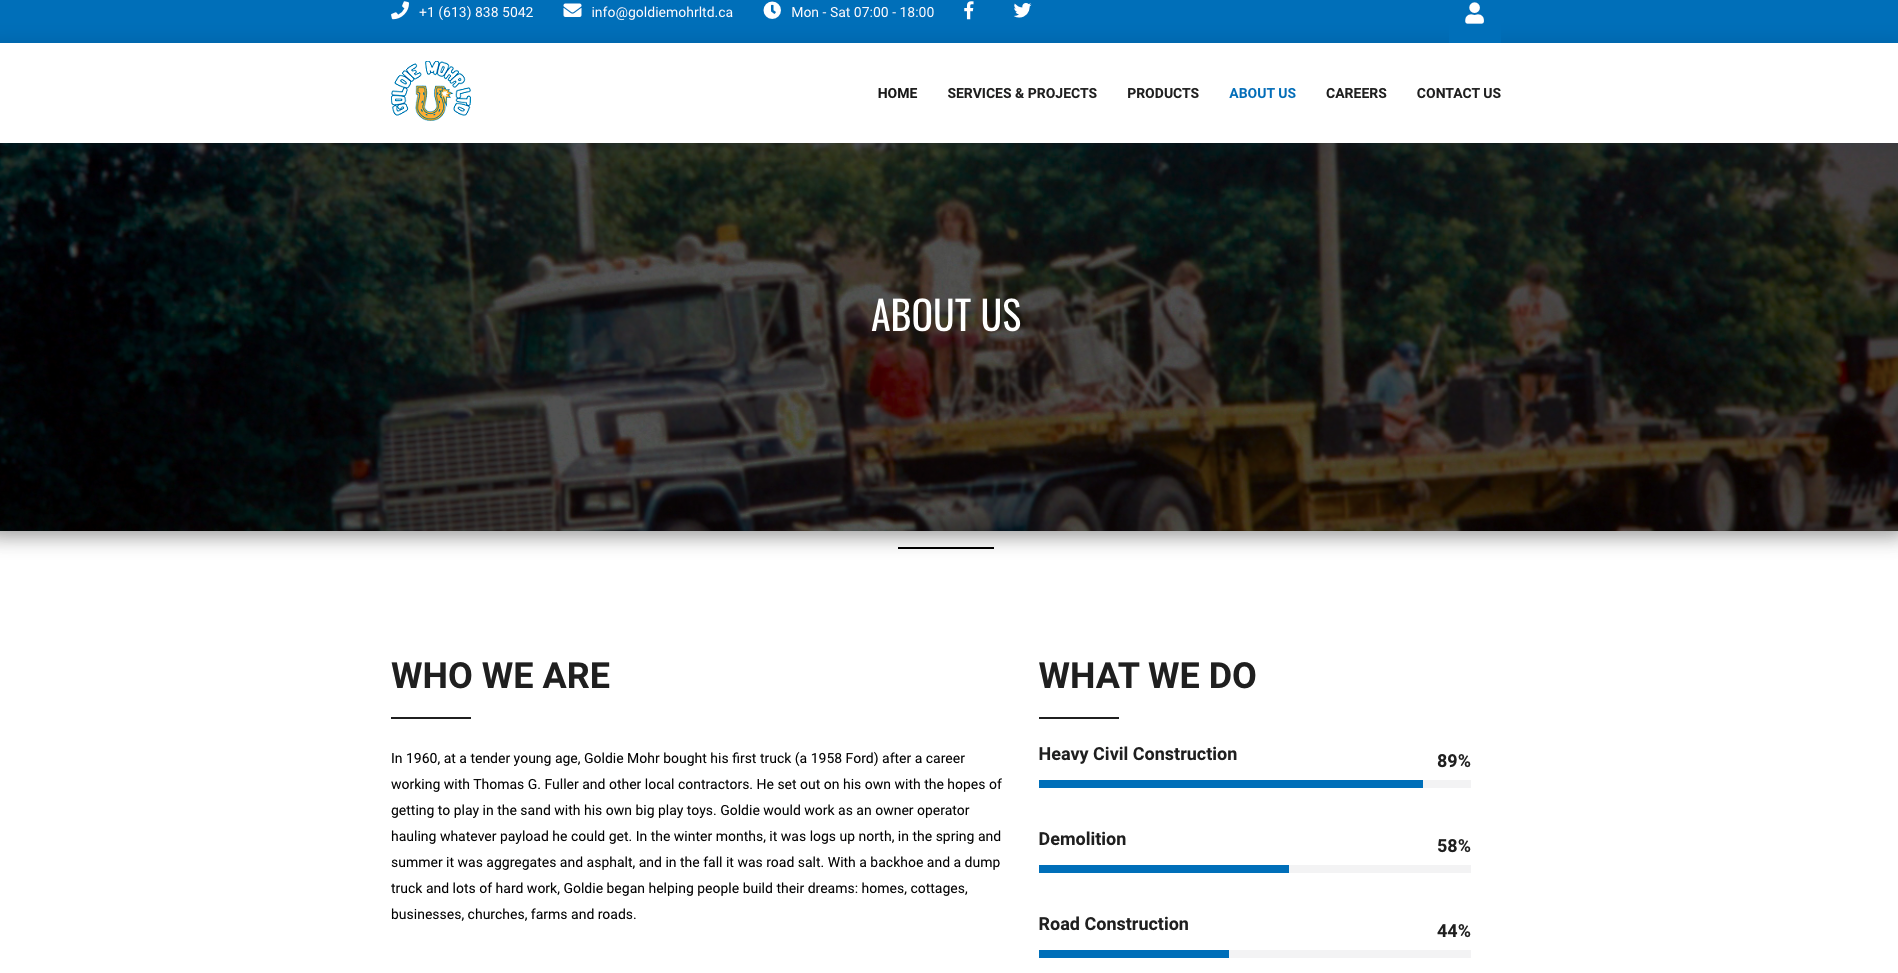 +1 (613) 838 5042
info@goldiemohrltd.ca
Mon - Sat 07:00 - 18:00
GOLDIE MOHR LTD
HOME
SERVICES & PROJECTS
PRODUCTS
ABOUT US
CAREERS
CONTACT US
ABOUT US
WHO WE ARE
In 1960, at a tender young age, Goldie Mohr bought his first truck (a 1958 Ford) after a career
working with Thomas G. Fuller and other local contractors. He set out on his own with the hopes of
getting to play in the sand with his own big play toys. Goldie would work as an owner operator
hauling whatever payload he could get. In the winter months, it was logs up north, in the spring and
summer it was aggregates and asphalt, and in the fall it was road salt. With a backhoe and a dump
truck and lots of hard work, Goldie began helping people build their dreams: homes, cottages,
businesses, churches, farms and roads.
WHAT WE DO
Heavy Civil Construction
89%
Demolition
58%
Road Construction
44%